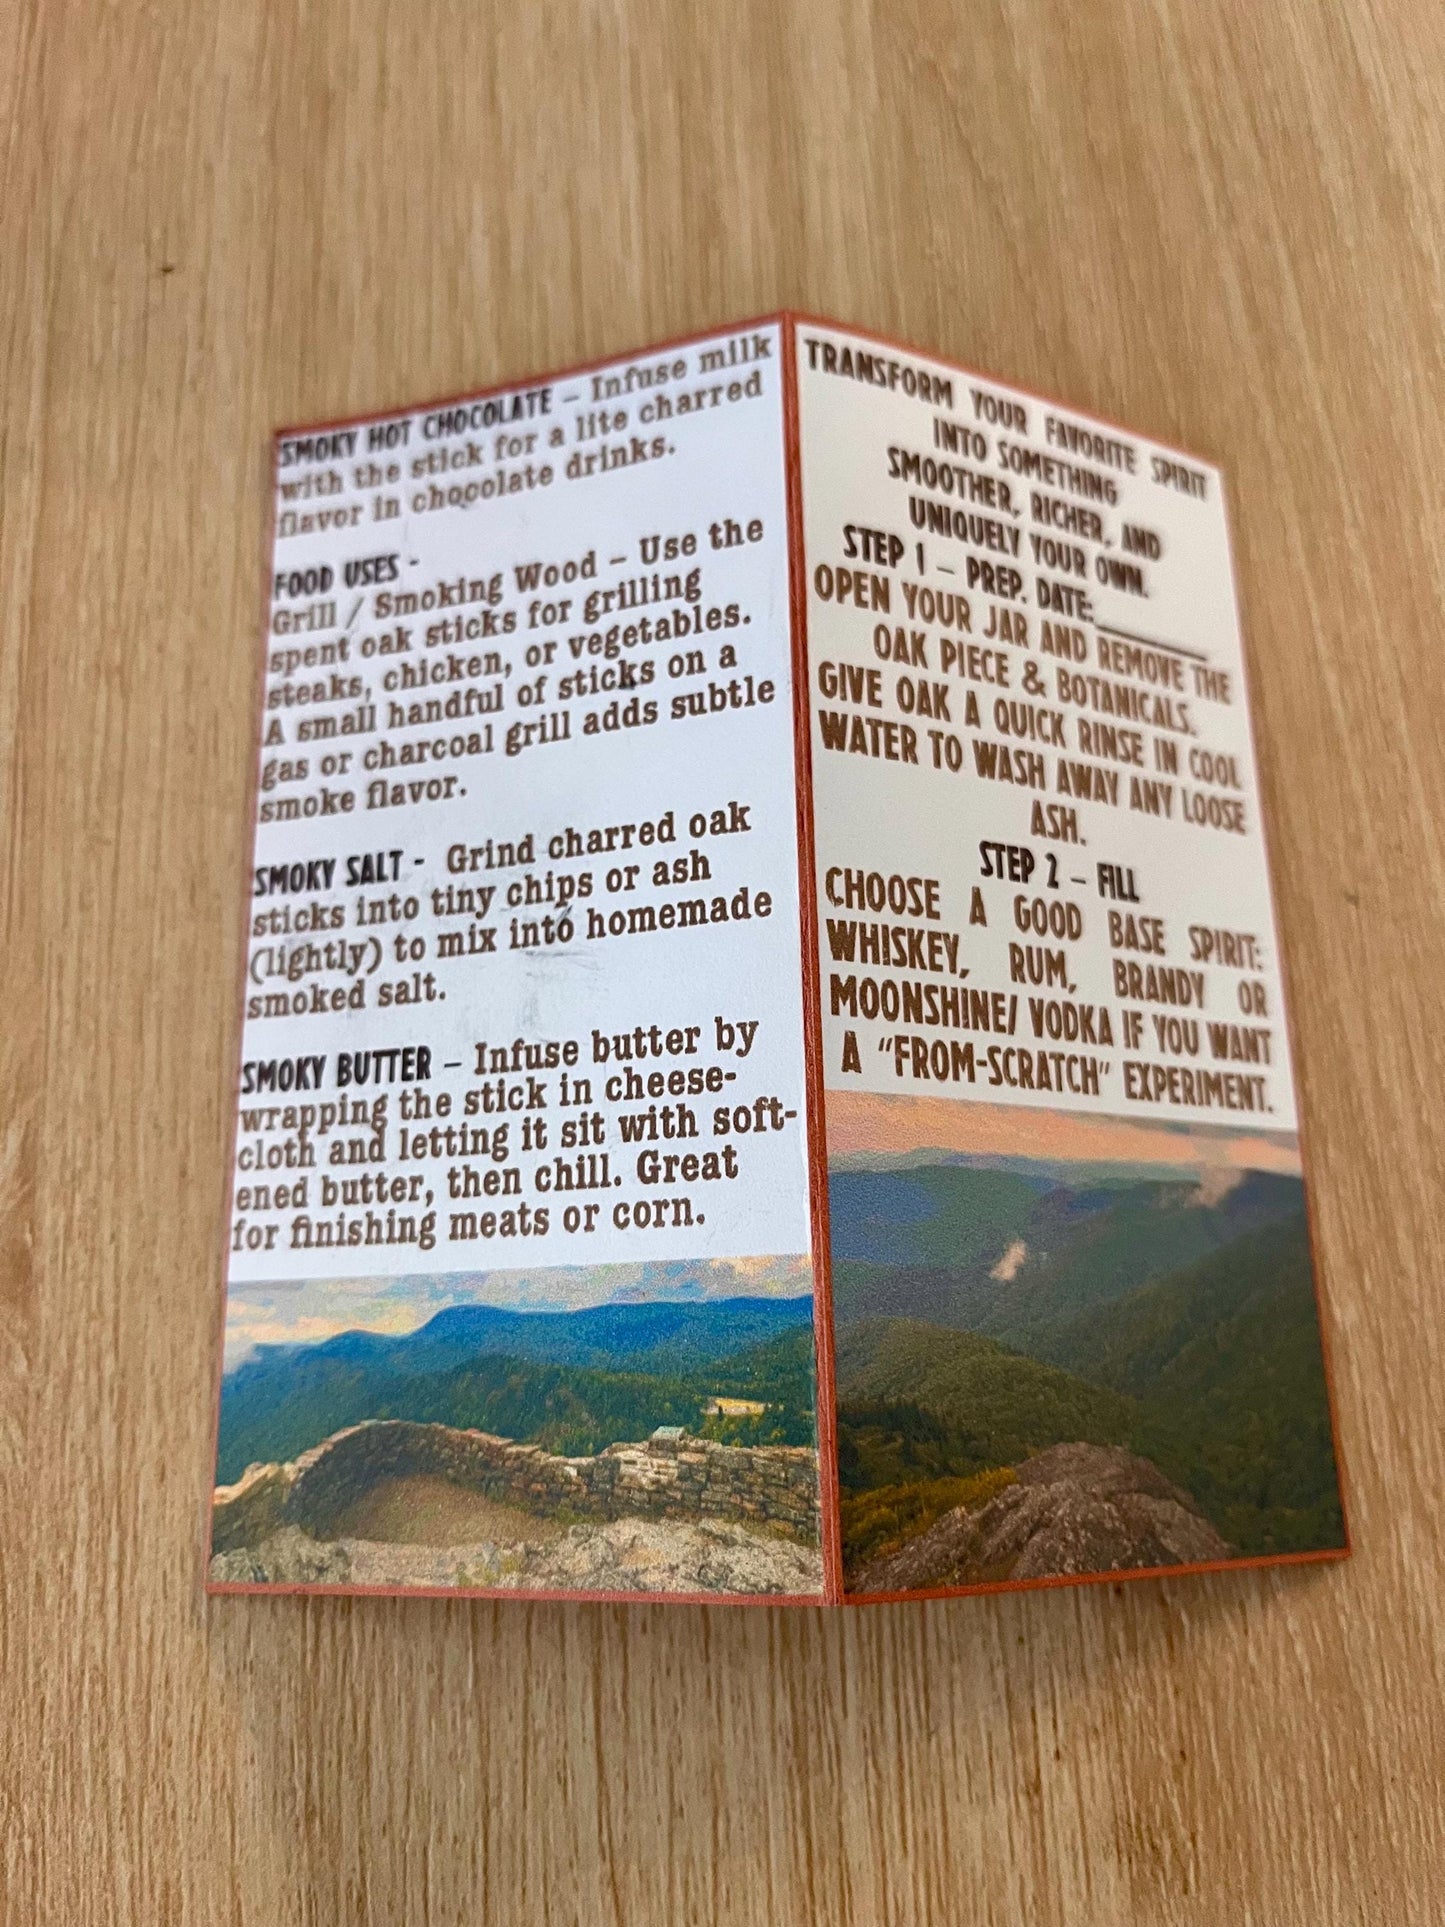 SMOKY HOT CHOCOLATE – Infuse milk
with the stick for a lite charred
flavor in chocolate drinks.
FOOD USES -
Grill / Smoking Wood – Use the
spent oak sticks for grilling
steaks, chicken, or vegetables.
A small handful of sticks on a
gas or charcoal grill adds subtle
smoke flavor.
SMOKY SALT - Grind charred oak
sticks into tiny chips or ash
(lightly) to mix into homemade
smoked salt.
SMOKY BUTTER – Infuse butter by
wrapping the stick in cheese-
cloth and letting it sit with soft-
ened butter, then chill. Great
for finishing meats or corn.
TRANSFORM YOUR FAVORITE SPIRIT
INTO SOMETHING
SMOOTHER, RICHER, AND
UNIQUELY YOUR OWN.
STEP 1 – PREP. DATE:________
OPEN YOUR JAR AND REMOVE THE
OAK PIECE & BOTANICALS.
GIVE OAK A QUICK RINSE IN COOL
WATER TO WASH AWAY ANY LOOSE
ASH.
STEP 2 – FILL
CHOOSE A GOOD BASE SPIRIT:
WHISKEY, RUM, BRANDY OR
MOONSHINE/ VODKA IF YOU WANT
A “FROM-SCRATCH” EXPERIMENT.